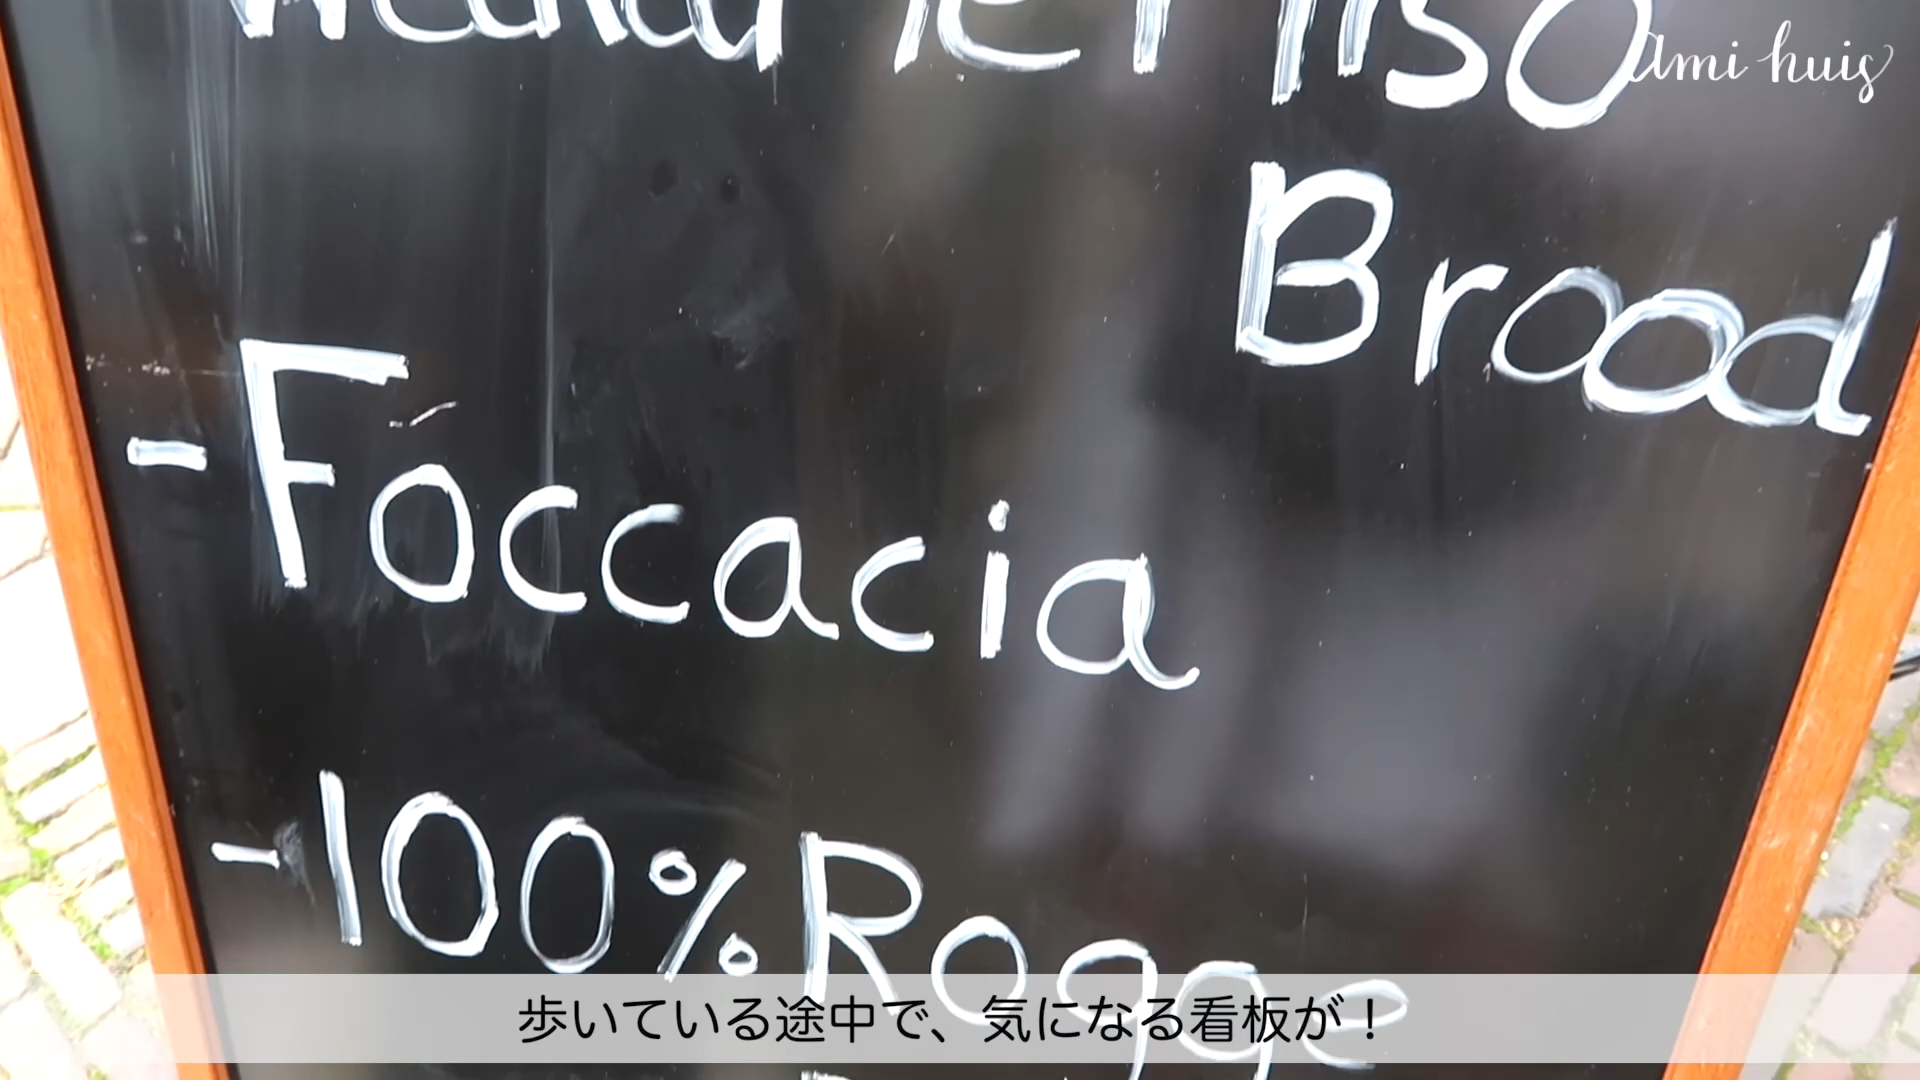 ami huis
Brood
- Foccacia
- 100% Rogge
歩いている途中で、気になる看板が！